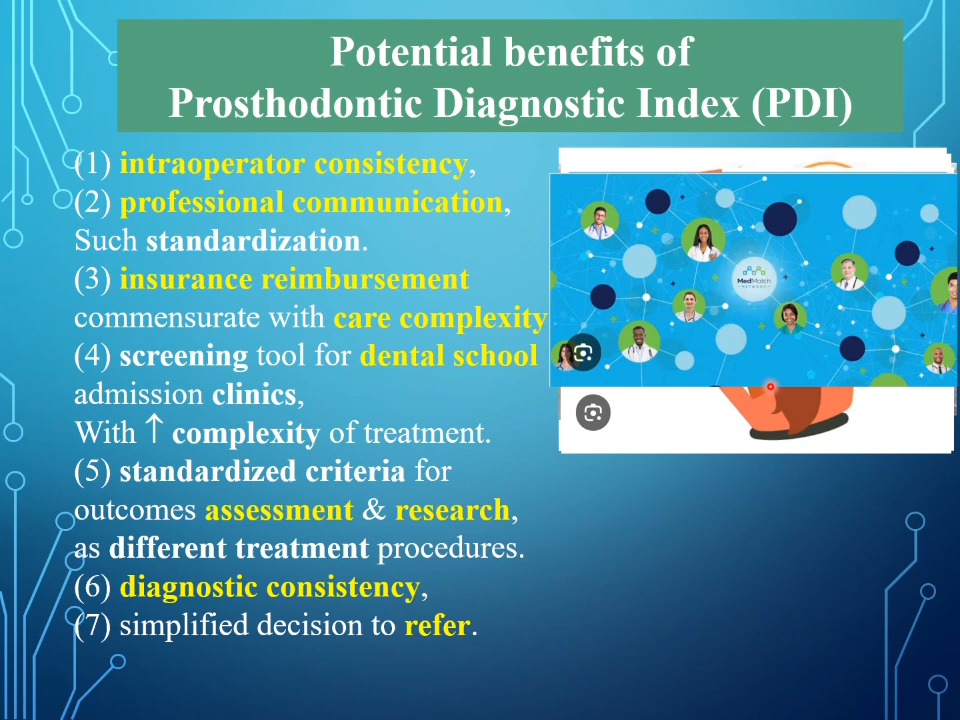 Potential benefits of
Prosthodontic Diagnostic Index (PDI)
(1) intraoperator consistency,
(2) professional communication,
Such standardization.
(3) insurance reimbursement
commensurate with care complexity
(4) screening tool for dental school
admission clinics,
With ↑ complexity of treatment.
(5) standardized criteria for
outcomes assessment & research,
as different treatment procedures.
(6) diagnostic consistency,
(7) simplified decision to refer.
MedMatch
NETWORK